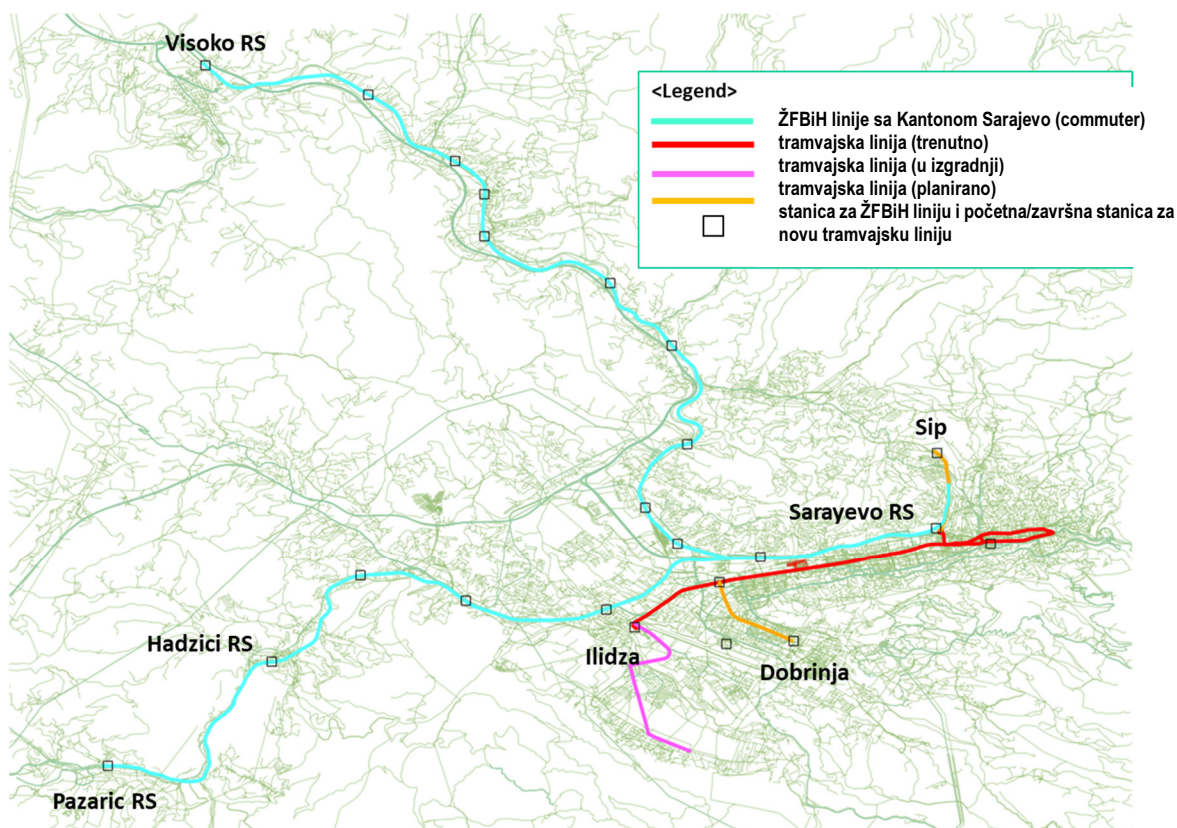 Visoko RS
<Legend>
ŽFBiH linije sa Kantonom Sarajevo (commuter)
tramvajska linija (trenutno)
tramvajska linija (u izgradnji)
tramvajska linija (planirano)
stanica za ŽFBiH liniju i početna/završna stanica za
novu tramvajsku liniju
Sip
Sarayevo RS
Hadzici RS
Ilidza
Dobrinja
Pazaric RS